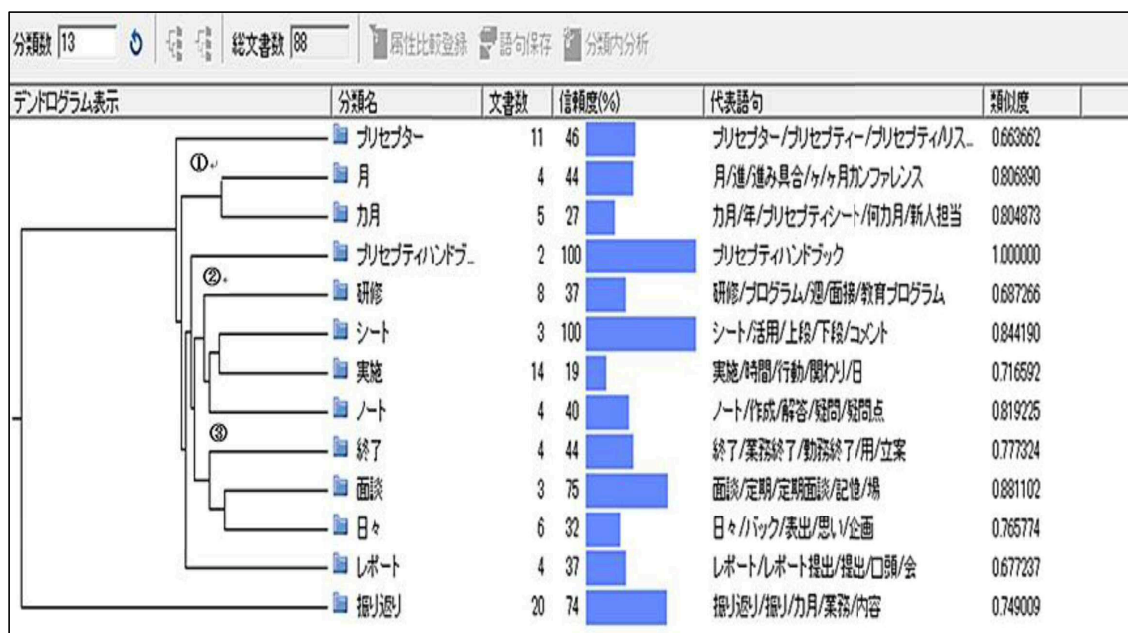 分類数 13 総文書数 88 属性比較登録 語句保存 分類内分析
デンドログラム表示 分類名 文書数 信頼度(%) 代表語句 類似度
プリセプター 11 46 プリセプター/プリセプティー/プリセプティ/リス... 0.663662
①
月 4 44 月/進/進み具合/ヶ/ヶ月カンファレンス 0.806890
カ月 5 27 カ月/年/プリセプティシート/何カ月/新人担当 0.804873
プリセプティハンドブ... 2 100 プリセプティハンドブック 1.000000
②
研修 8 37 研修/プログラム/週/面接/教育プログラム 0.687266
シート 3 100 シート/活用/上段/下段/コメント 0.844190
実施 14 19 実施/時間/行動/関わり/日 0.716592
ノート 4 40 ノート/作成/解答/疑問/疑問点 0.819225
③
終了 4 44 終了/業務終了/勤務終了/用/立案 0.777324
面談 3 75 面談/定期/定期面談/記憶/場 0.881102
日々 6 32 日々/バック/表出/思い/企画 0.765774
レポート 4 37 レポート/レポート提出/提出/口頭/会 0.677237
振り返り 20 74 振り返り/振り/カ月/業務/内容 0.749009